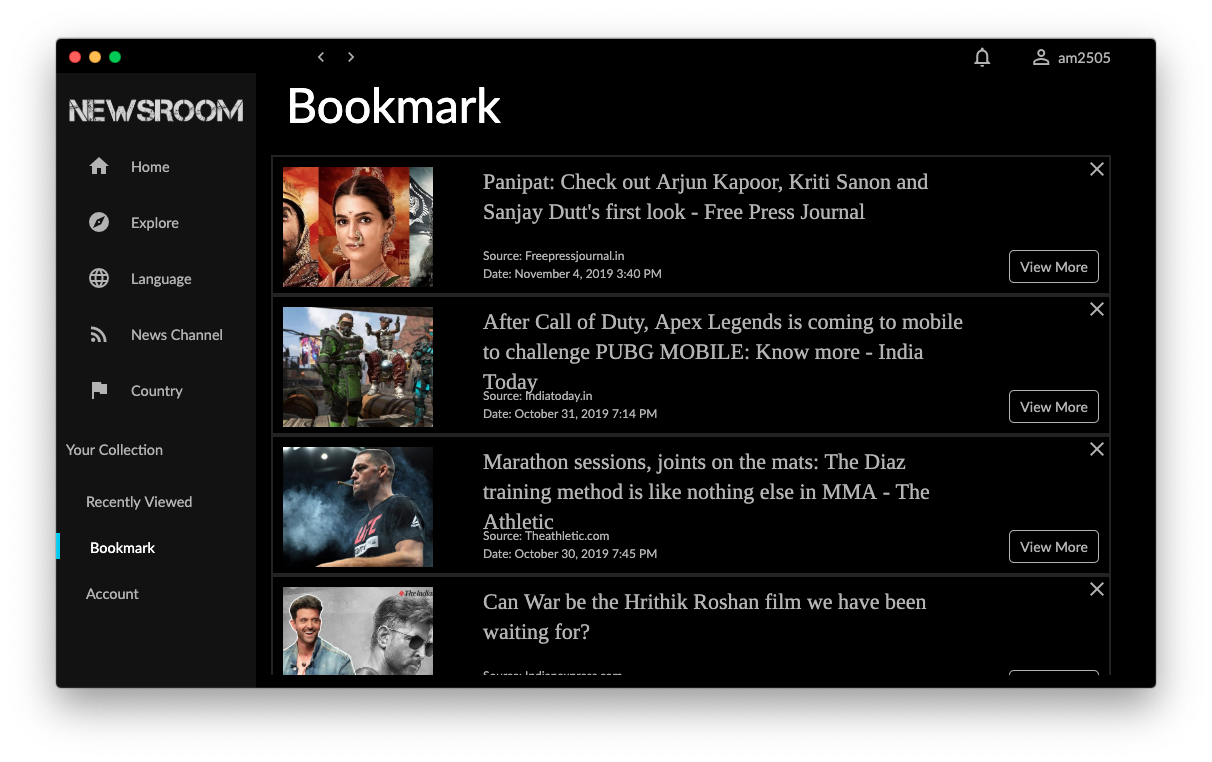 am2505
NEWSROOM
Bookmark
Home
Explore
Language
News Channel
Country
Your Collection
Recently Viewed
Bookmark
Account
Panipat: Check out Arjun Kapoor, Kriti Sanon and
Sanjay Dutt's first look - Free Press Journal
Source: Freepressjournal.in
Date: November 4, 2019 3:40 PM
View More
After Call of Duty, Apex Legends is coming to mobile
to challenge PUBG MOBILE: Know more - India
Today
Source: Indiatoday.in
Date: October 31, 2019 7:14 PM
View More
Marathon sessions, joints on the mats: The Diaz
training method is like nothing else in MMA - The
Athletic
Source: Theathletic.com
Date: October 30, 2019 7:45 PM
View More
The India
Can War be the Hrithik Roshan film we have been
waiting for?
Source: Indianexpress.com